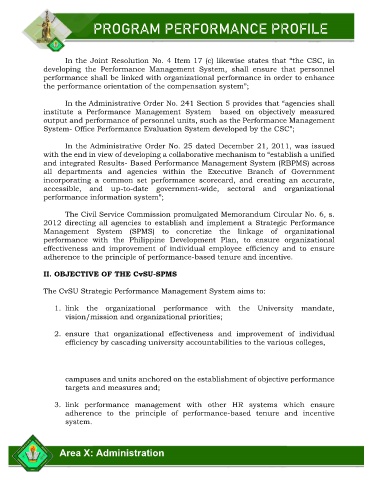 PROGRAM PERFORMANCE PROFILE
In the Joint Resolution No. 4 Item 17 (c) likewise states that “the CSC, in
developing the Performance Management System, shall ensure that personnel
performance shall be linked with organizational performance in order to enhance
the performance orientation of the compensation system”;
In the Administrative Order No. 241 Section 5 provides that “agencies shall
institute a Performance Management System based on objectively measured
output and performance of personnel units, such as the Performance Management
System- Office Performance Evaluation System developed by the CSC”;
In the Administrative Order No. 25 dated December 21, 2011, was issued
with the end in view of developing a collaborative mechanism to “establish a unified
and integrated Results- Based Performance Management System (RBPMS) across
all departments and agencies within the Executive Branch of Government
incorporating a common set performance scorecard, and creating an accurate,
accessible, and up-to-date government-wide, sectoral and organizational
performance information system”;
The Civil Service Commission promulgated Memorandum Circular No. 6, s.
2012 directing all agencies to establish and implement a Strategic Performance
Management System (SPMS) to concretize the linkage of organizational
performance with the Philippine Development Plan, to ensure organizational
effectiveness and improvement of individual employee efficiency and to ensure
adherence to the principle of performance-based tenure and incentive.
II. OBJECTIVE OF THE CvSU-SPMS
The CvSU Strategic Performance Management System aims to:
1. link the organizational performance with the University mandate,
vision/mission and organizational priorities;
2. ensure that organizational effectiveness and improvement of individual
efficiency by cascading university accountabilities to the various colleges,
campuses and units anchored on the establishment of objective performance
targets and measures and;
3. link performance management with other HR systems which ensure
adherence to the principle of performance-based tenure and incentive
system.
Area X: Administration